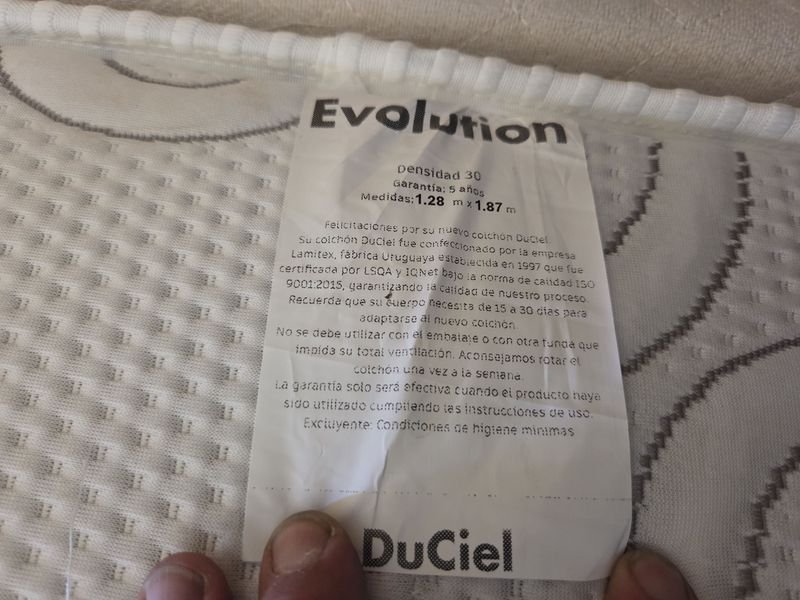 Evolution
Densidad 30
Garantía: 5 años
Medidas: 1.28 m x 1.87 m
Felicitaciones por su nuevo colchón DuCiel.
Su colchón DuCiel fue confeccionado por la empresa
Lamitex, fábrica Uruguaya establecida en 1997 que fue
certificada por LSQA y IQNet bajo la norma de calidad ISO
9001:2015, garantizando la calidad de nuestro proceso.
Recuerda que su cuerpo necesita de 15 a 30 días para
adaptarse al nuevo colchón.
No se debe utilizar con el embalaje o con otra funda que
impida su total ventilación. Aconsejamos rotar el
colchón una vez a la semana.
La garantía solo será efectiva cuando el producto haya
sido utilizado cumpliendo las instrucciones de uso.
Excluyente: Condiciones de higiene mínimas
DuCiel